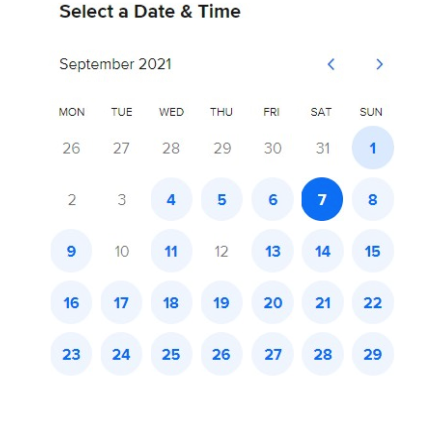 Select a Date & Time
September 2021
MON TUE WED THU FRI SAT SUN
26 27 28 29 30 31 1
2 3 4 5 6 7 8
9 10 11 12 13 14 15
16 17 18 19 20 21 22
23 24 25 26 27 28 29